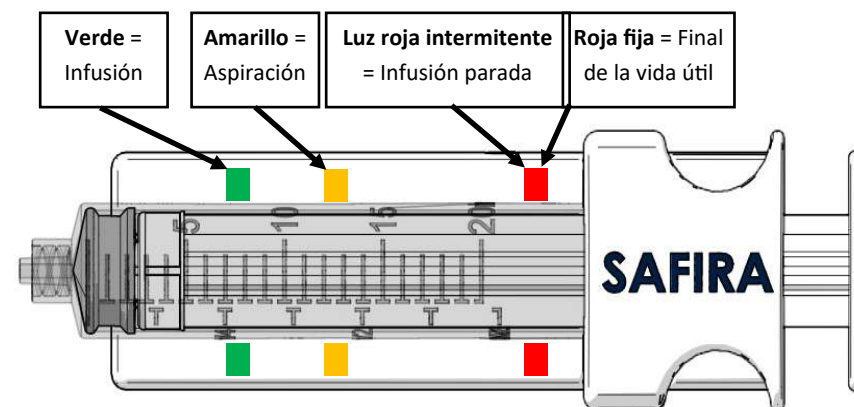 Verde =
Infusión
Amarillo =
Aspiración
Luz roja intermitente
= Infusión parada
Roja fija = Final
de la vida útil
5
10
15
20
SAFIRA